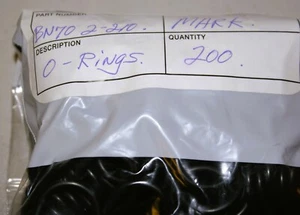 PART NUMBER
BN70 2-210 MARK.
DESCRIPTION QUANTITY
O-Rings. 200.